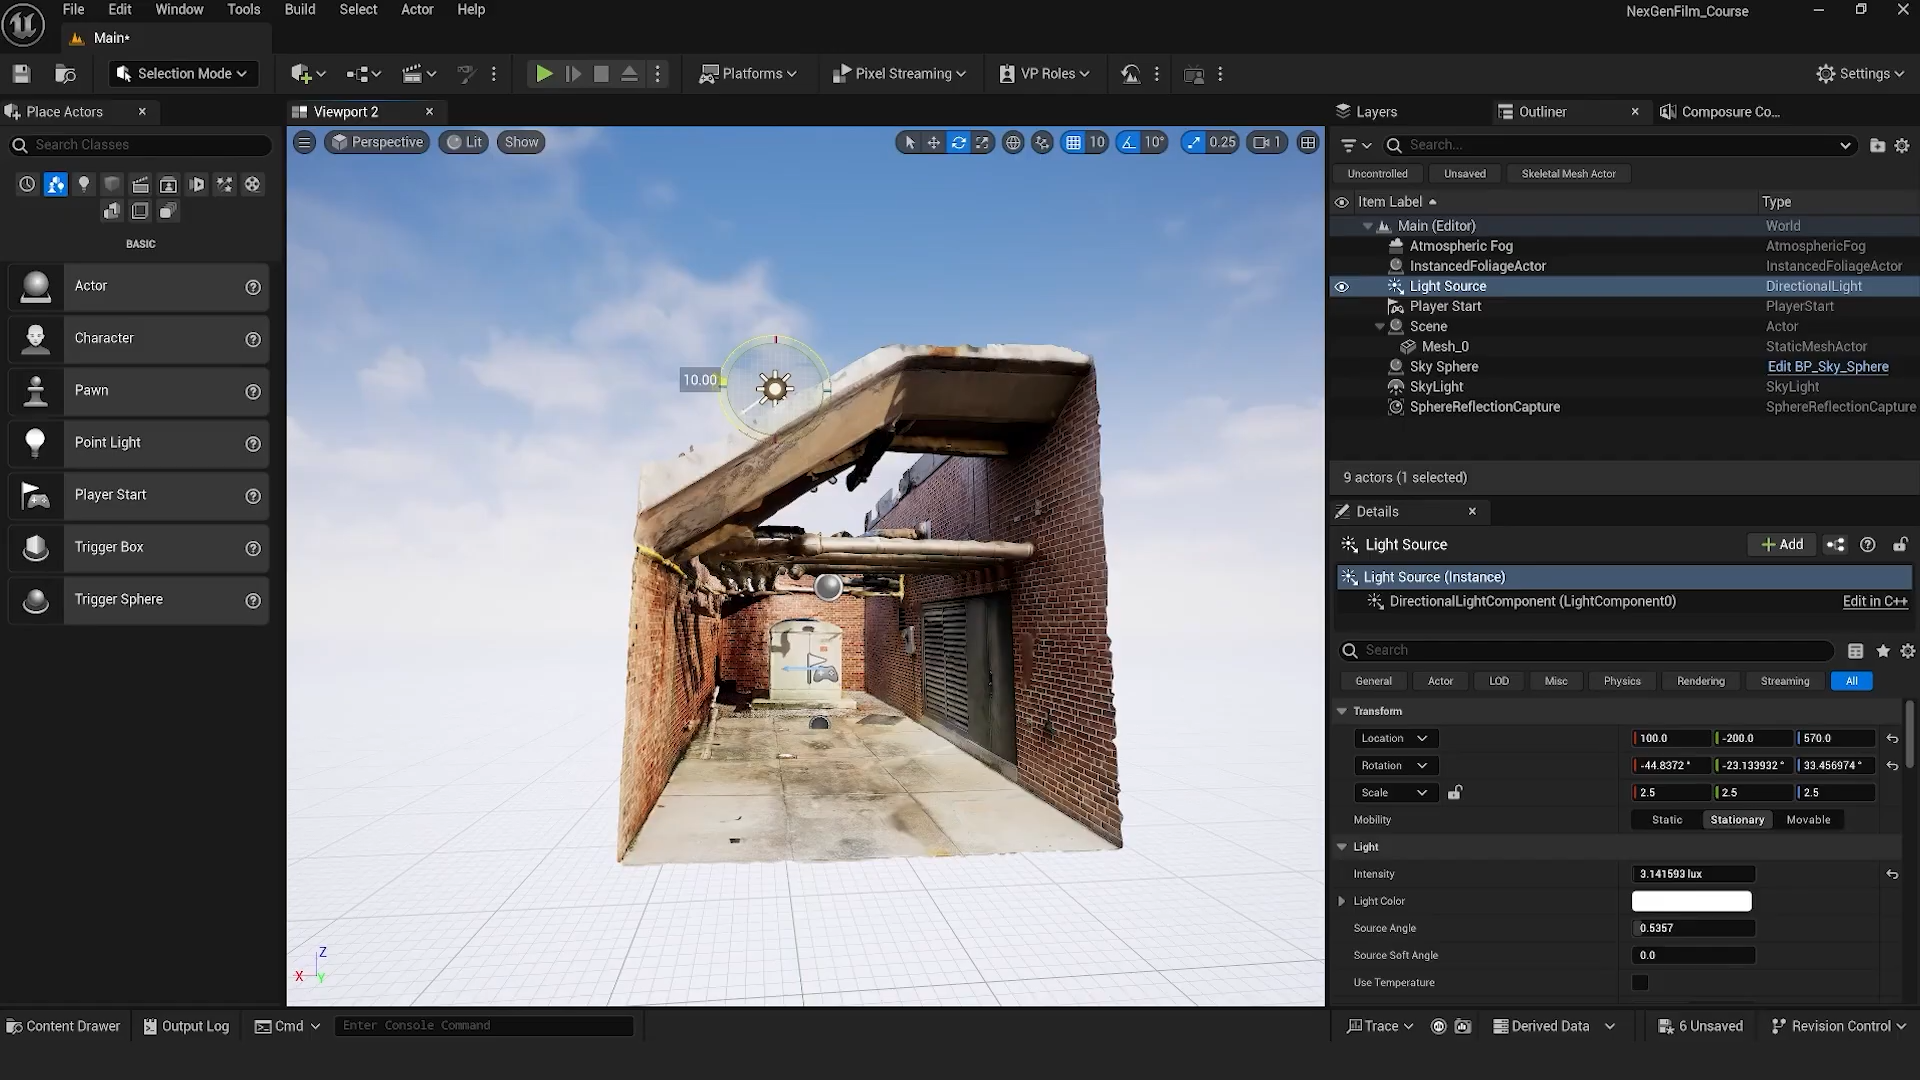 File Edit Window Tools Build Select Actor Help
NexGenFilm_Course
Main*
Selection Mode
Platforms
Pixel Streaming
VP Roles
Settings
Place Actors
Viewport 2
Layers
Outliner
Composure Co...
Search Classes
Perspective
Lit
Show
10
10°
0.25
1
Search...
Uncontrolled
Unsaved
Skeletal Mesh Actor
Item Label
Type
BASIC
Actor
Character
Pawn
Point Light
Player Start
Trigger Box
Trigger Sphere
10.00
Main (Editor) World
Atmospheric Fog AtmosphericFog
InstancedFoliageActor InstancedFoliageActor
Light Source DirectionalLight
Player Start PlayerStart
Scene Actor
Mesh_0 StaticMeshActor
Sky Sphere Edit BP_Sky_Sphere
SkyLight SkyLight
SphereReflectionCapture SphereReflectionCapture
9 actors (1 selected)
Details
Light Source
Add
Light Source (Instance)
DirectionalLightComponent (LightComponent0) Edit in C++
Search
General Actor LOD Misc Physics Rendering Streaming All
Transform
Location 100.0 -200.0 570.0
Rotation -44.8372 ° -23.133932 ° 33.456974 °
Scale 2.5 2.5 2.5
Mobility Static Stationary Movable
Light
Intensity 3.141593 lux
Light Color
Source Angle 0.5357
Source Soft Angle 0.0
Use Temperature
Z
X
Y
Content Drawer
Output Log
Cmd
Enter Console Command
Trace
Derived Data
6 Unsaved
Revision Control